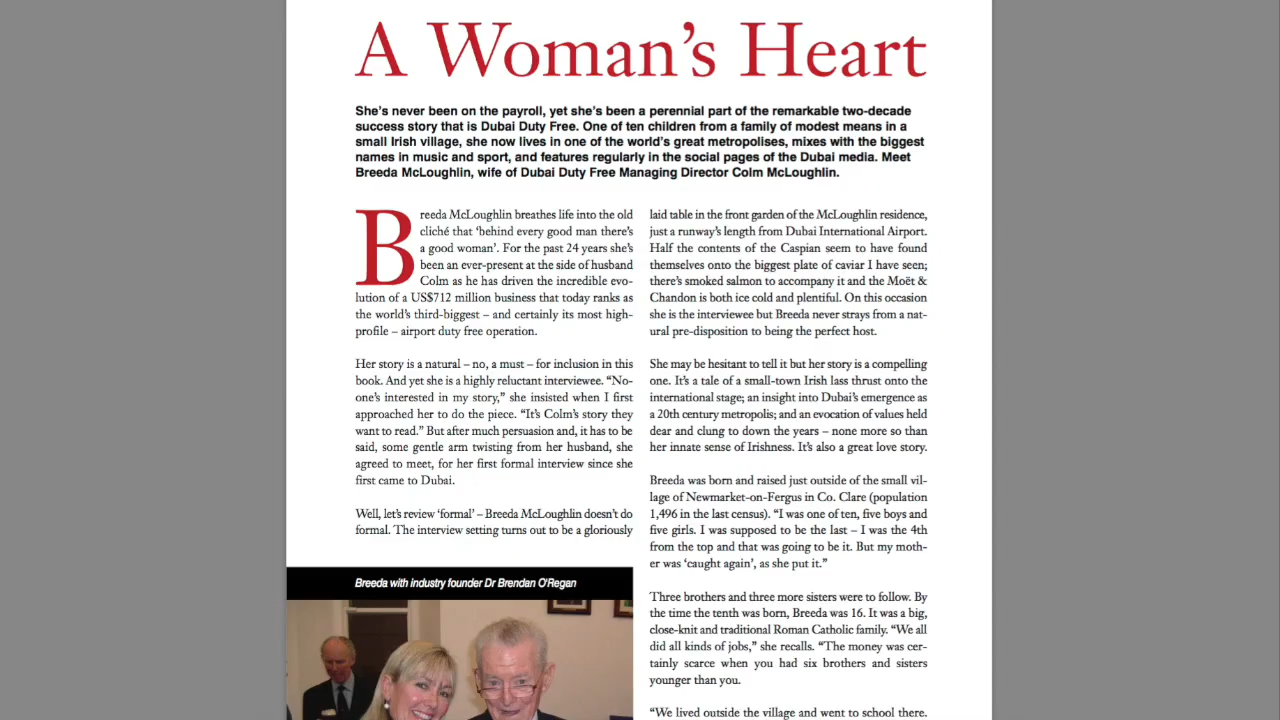 A Woman's Heart
She's never been on the payroll, yet she's been a perennial part of the remarkable two-decade
success story that is Dubai Duty Free. One of ten children from a family of modest means in a
small Irish village, she now lives in one of the world's great metropolises, mixes with the biggest
names in music and sport, and features regularly in the social pages of the Dubai media. Meet
Breeda McLoughlin, wife of Dubai Duty Free Managing Director Colm McLoughlin.
Breeda McLoughlin breathes life into the old
cliché that ‘behind every good man there's
a good woman’. For the past 24 years she's
been an ever-present at the side of husband
Colm as he has driven the incredible evo-
lution of a US$712 million business that today ranks as
the world's third-biggest – and certainly its most high-
profile – airport duty free operation.
Her story is a natural – no, a must – for inclusion in this
book. And yet she is a highly reluctant interviewee. “No-
one's interested in my story,” she insisted when I first
approached her to do the piece. “It's Colm's story they
want to read.” But after much persuasion and, it has to be
said, some gentle arm twisting from her husband, she
agreed to meet, for her first formal interview since she
first came to Dubai.
Well, let's review ‘formal’ – Breeda McLoughlin doesn't do
formal. The interview setting turns out to be a gloriously
Breeda with industry founder Dr Brendan O'Regan
laid table in the front garden of the McLoughlin residence,
just a runway's length from Dubai International Airport.
Half the contents of the Caspian seem to have found
themselves onto the biggest plate of caviar I have seen;
there's smoked salmon to accompany it and the Moët &
Chandon is both ice cold and plentiful. On this occasion
she is the interviewee but Breeda never strays from a nat-
ural pre-disposition to being the perfect host.
She may be hesitant to tell it but her story is a compelling
one. It's a tale of a small-town Irish lass thrust onto the
international stage; an insight into Dubai's emergence as
a 20th century metropolis; and an evocation of values held
dear and clung to down the years – none more so than
her innate sense of Irishness. It's also a great love story.
Breeda was born and raised just outside of the small vil-
lage of Newmarket-on-Fergus in Co. Clare (population
1,496 in the last census). “I was one of ten, five boys and
five girls. I was supposed to be the last – I was the 4th
from the top and that was going to be it. But my moth-
er was ‘caught again’, as she put it.”
Three brothers and three more sisters were to follow. By
the time the tenth was born, Breeda was 16. It was a big,
close-knit and traditional Roman Catholic family. “We all
did all kinds of jobs,” she recalls. “The money was cer-
tainly scarce when you had six brothers and sisters
younger than you.
“We lived outside the village and went to school there.